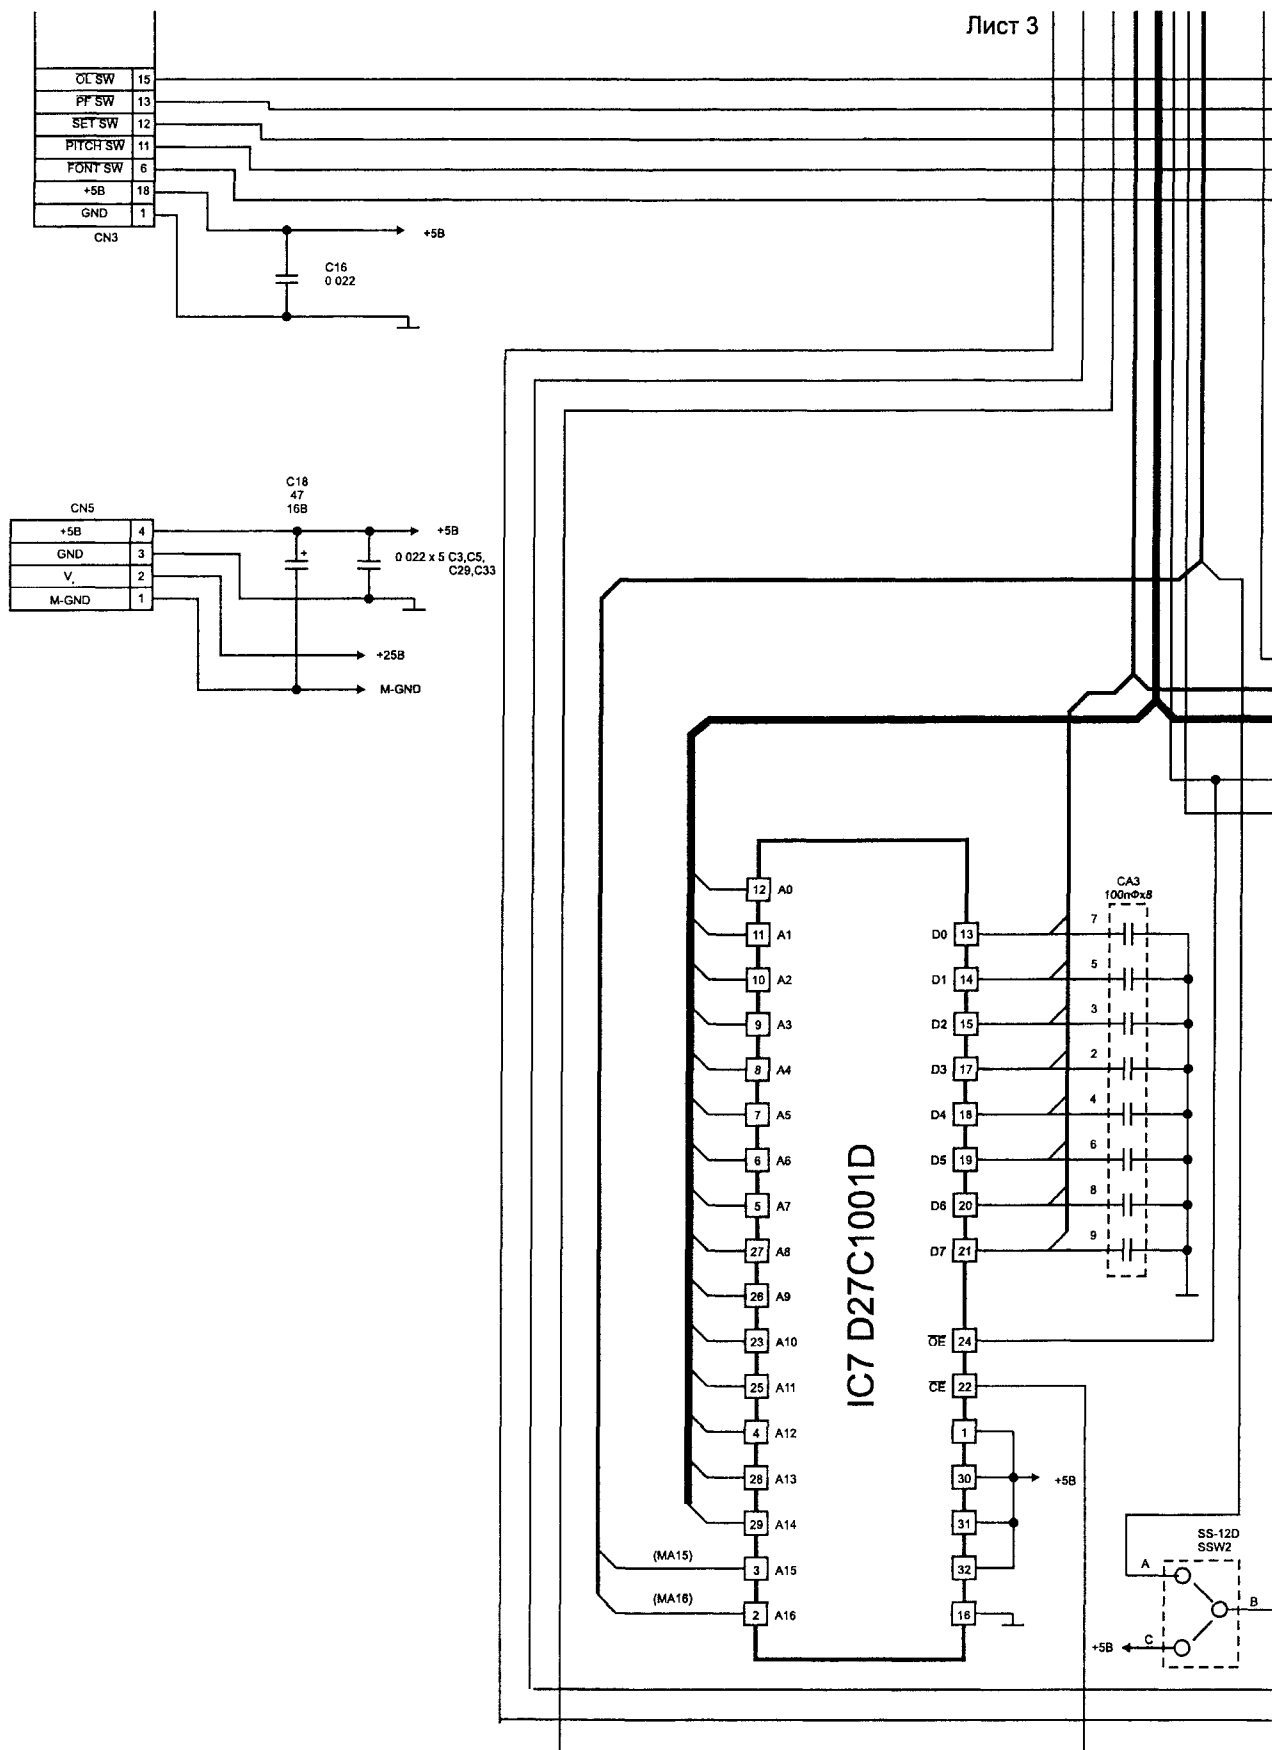 Лист 3
OL SW 15
PF SW 13
SET SW 12
PITCH SW 11
FONT SW 6
+5В 18
GND 1
CN3
+5В
C16
0 022
C18
47
16В
CN5
+5В 4
GND 3
V. 2
M-GND 1
+5В
+
0 022 x 5 C3,C5,
C29,C33
+25В
M-GND
CA3
100пФx8
12 A0
11 A1
10 A2
9 A3
8 A4
7 A5
6 A6
5 A7
27 A8
26 A9
23 A10
25 A11
4 A12
28 A13
29 A14
(MA15) 3 A15
(MA16) 2 A16
IC7 D27C1001D
D0 13 7
D1 14 5
D2 15 3
D3 17 2
D4 18 4
D5 19 6
D6 20 8
D7 21 9
OE 24
CE 22
1
30 +5В
31
32
16
SS-12D
SSW2
A
B
+5В C